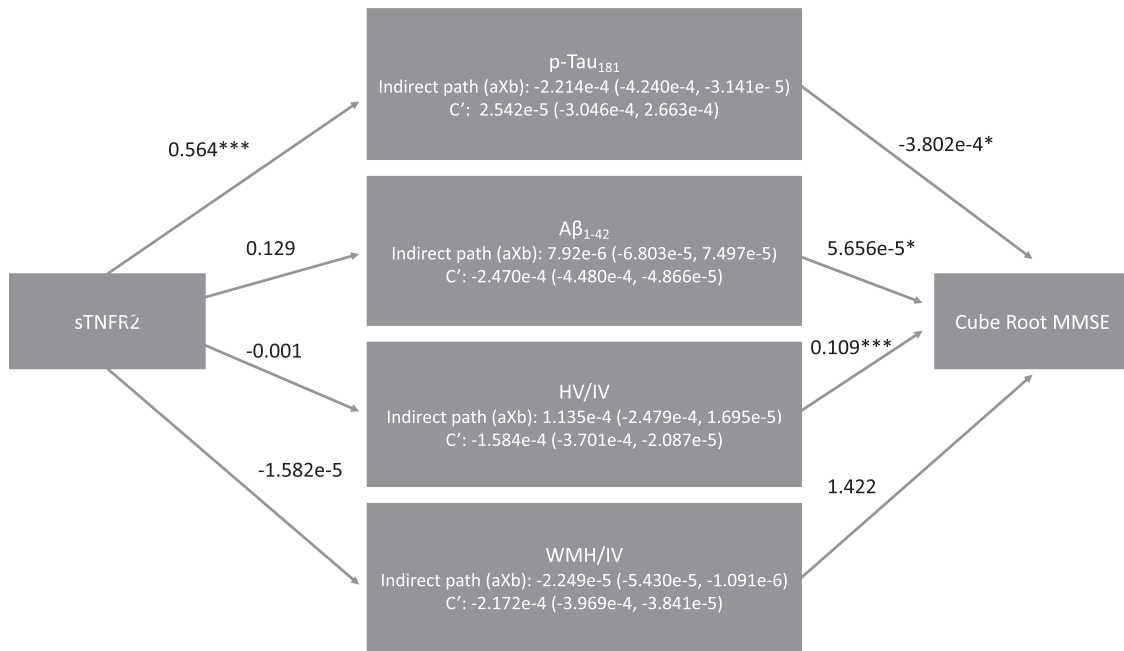 p-Tau₁₈₁
Indirect path (aXb): -2.214e-4 (-4.240e-4, -3.141e- 5)
C′: 2.542e-5 (-3.046e-4, 2.663e-4)
0.564***
-3.802e-4*
Aβ₁₋₄₂
Indirect path (aXb): 7.92e-6 (-6.803e-5, 7.497e-5)
C′: -2.470e-4 (-4.480e-4, -4.866e-5)
0.129
5.656e-5*
sTNFR2
Cube Root MMSE
-0.001
0.109***
HV/IV
Indirect path (aXb): 1.135e-4 (-2.479e-4, 1.695e-5)
C′: -1.584e-4 (-3.701e-4, -2.087e-5)
-1.582e-5
1.422
WMH/IV
Indirect path (aXb): -2.249e-5 (-5.430e-5, -1.091e-6)
C′: -2.172e-4 (-3.969e-4, -3.841e-5)